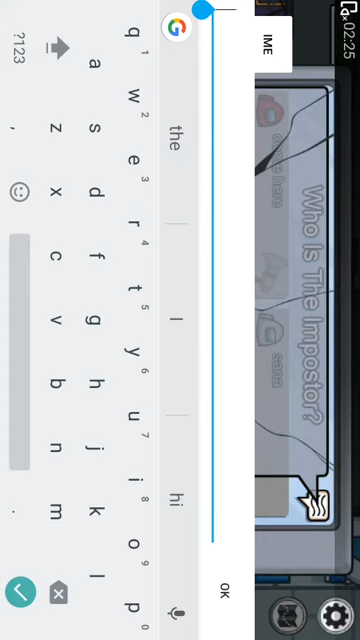 02:25
IME
Who Is The Impostor?
come here
sana
OK
the
I
hi
q 1 w 2 e 3 r 4 t 5 y 6 u 7 i 8 o 9 p 0
a s d f g h j k l
z x c v b n m
?123 , .